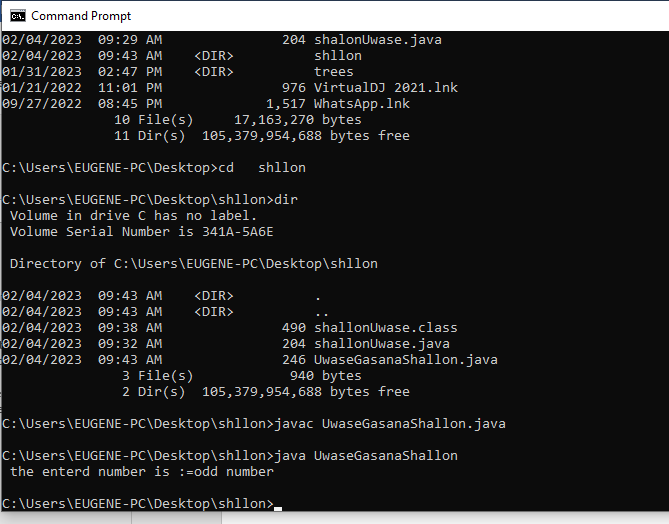 Command Prompt
02/04/2023  09:29 AM               204 shalonUwase.java
02/04/2023  09:43 AM    <DIR>          shllon
01/31/2023  02:47 PM    <DIR>          trees
01/21/2022  11:01 PM               976 VirtualDJ 2021.lnk
09/27/2022  08:45 PM             1,517 WhatsApp.lnk
              10 File(s)     17,163,270 bytes
              11 Dir(s)  105,379,954,688 bytes free
C:\Users\EUGENE-PC\Desktop>cd   shllon
C:\Users\EUGENE-PC\Desktop\shllon>dir
 Volume in drive C has no label.
 Volume Serial Number is 341A-5A6E
 Directory of C:\Users\EUGENE-PC\Desktop\shllon
02/04/2023  09:43 AM    <DIR>          .
02/04/2023  09:43 AM    <DIR>          ..
02/04/2023  09:38 AM               490 shallonUwase.class
02/04/2023  09:32 AM               204 shallonUwase.java
02/04/2023  09:43 AM               246 UwaseGasanaShallon.java
               3 File(s)            940 bytes
               2 Dir(s)  105,379,954,688 bytes free
C:\Users\EUGENE-PC\Desktop\shllon>javac UwaseGasanaShallon.java
C:\Users\EUGENE-PC\Desktop\shllon>java UwaseGasanaShallon
 the enterd number is :=odd number
C:\Users\EUGENE-PC\Desktop\shllon>